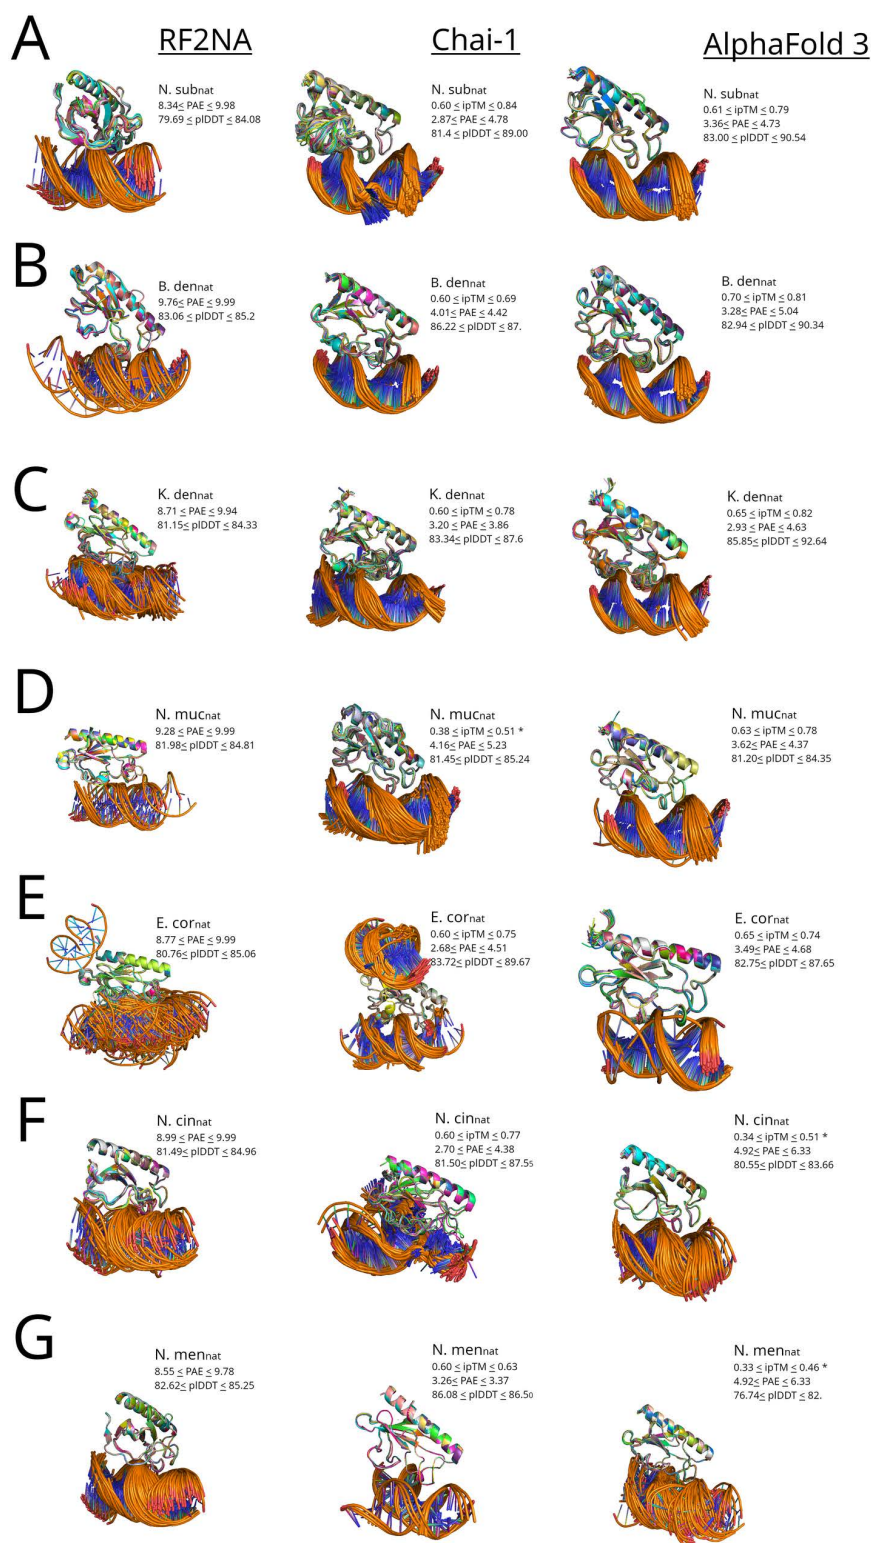 A
RF2NA
Chai-1
AlphaFold 3
N. subnat
8.34≤ PAE ≤ 9.98
79.69 ≤ plDDT ≤ 84.08
N. subnat
0.60 ≤ ipTM ≤ 0.84
2.87≤ PAE ≤ 4.78
81.4 ≤ plDDT ≤ 89.00
N. subnat
0.61 ≤ ipTM ≤ 0.79
3.36≤ PAE ≤ 4.73
83.00 ≤ plDDT ≤ 90.54
B
B. dennat
9.76≤ PAE ≤ 9.99
83.06 ≤ plDDT ≤ 85.2
B. dennat
0.60 ≤ ipTM ≤ 0.69
4.01≤ PAE ≤ 4.42
86.22 ≤ plDDT ≤ 87.
B. dennat
0.70 ≤ ipTM ≤ 0.81
3.28≤ PAE ≤ 5.04
82.94 ≤ plDDT ≤ 90.34
C
K. dennat
8.71 ≤ PAE ≤ 9.94
81.15≤ plDDT ≤ 84.33
K. dennat
0.60 ≤ ipTM ≤ 0.78
3.20 ≤ PAE ≤ 3.86
83.34≤ plDDT ≤ 87.6
K. dennat
0.65 ≤ ipTM ≤ 0.82
2.93 ≤ PAE ≤ 4.63
85.85≤ plDDT ≤ 92.64
D
N. mucnat
9.28 ≤ PAE ≤ 9.99
81.98≤ plDDT ≤ 84.81
N. mucnat
0.38 ≤ ipTM ≤ 0.51 *
4.16≤ PAE ≤ 5.23
81.45≤ plDDT ≤ 85.24
N. mucnat
0.63 ≤ ipTM ≤ 0.78
3.62≤ PAE ≤ 4.37
81.20≤ plDDT ≤ 84.35
E
E. cornat
8.77 ≤ PAE ≤ 9.99
80.76≤ plDDT ≤ 85.06
E. cornat
0.60 ≤ ipTM ≤ 0.75
2.68≤ PAE ≤ 4.51
83.72≤ plDDT ≤ 89.67
E. cornat
0.65 ≤ ipTM ≤ 0.74
3.49≤ PAE ≤ 4.68
82.75≤ plDDT ≤ 87.65
F
N. cinnat
8.99 ≤ PAE ≤ 9.99
81.49≤ plDDT ≤ 84.96
N. cinnat
0.60 ≤ ipTM ≤ 0.77
2.70 ≤ PAE ≤ 4.38
81.50≤ plDDT ≤ 87.55
N. cinnat
0.34 ≤ ipTM ≤ 0.51 *
4.92≤ PAE ≤ 6.33
80.55≤ plDDT ≤ 83.66
G
N. mennat
8.55 ≤ PAE ≤ 9.78
82.62≤ plDDT ≤ 85.25
N. mennat
0.60 ≤ ipTM ≤ 0.63
3.26≤ PAE ≤ 3.37
86.08 ≤ plDDT ≤ 86.50
N. mennat
0.33 ≤ ipTM ≤ 0.46 *
4.92≤ PAE ≤ 6.33
76.74≤ plDDT ≤ 82.